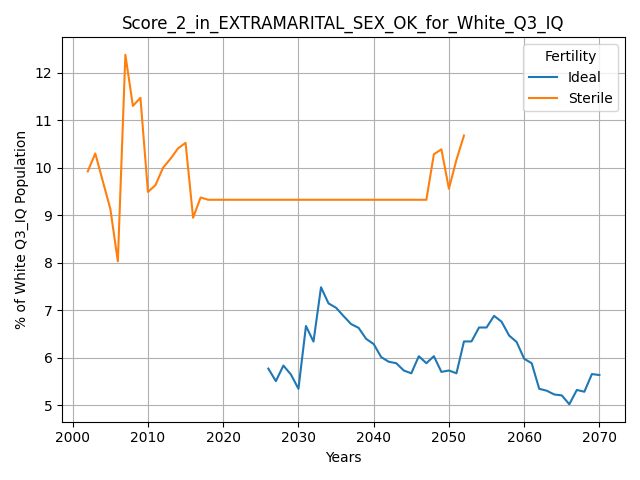 Score_2_in_EXTRAMARITAL_SEX_OK_for_White_Q3_IQ
Fertility
Ideal
Sterile
% of White Q3_IQ Population
12
11
10
9
8
7
6
5
2000 2010 2020 2030 2040 2050 2060 2070
Years